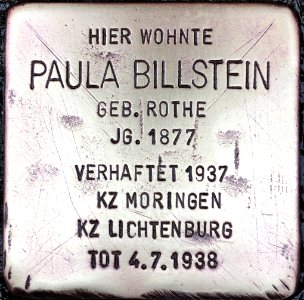 HIER WOHNTE
PAULA BILLSTEIN
GEB. ROTHE
JG. 1877
VERHAFTET 1937
KZ MORINGEN
KZ LICHTENBURG
TOT 4.7.1938